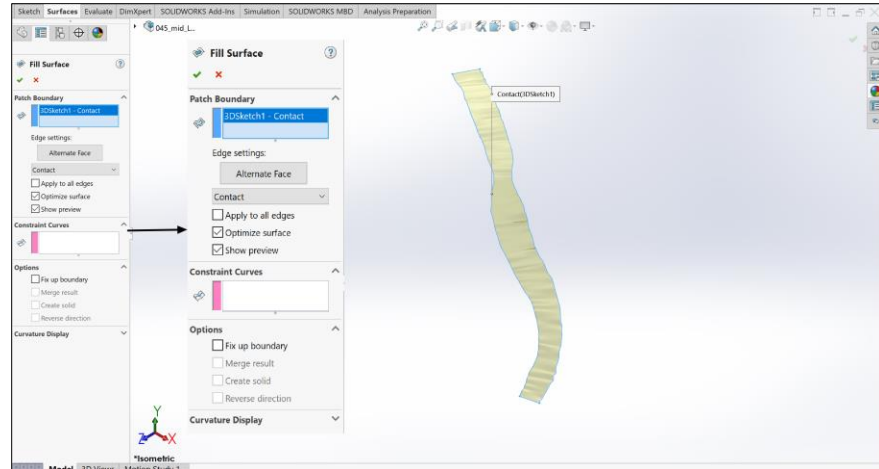 Sketch Surfaces Evaluate DimXpert SOLIDWORKS Add-Ins Simulation SOLIDWORKS MBD Analysis Preparation
045_mid_L...
Fill Surface
Patch Boundary
3DSketch1 - Contact
Edge settings:
Alternate Face
Contact
Apply to all edges
Optimize surface
Show preview
Constraint Curves
Options
Fix up boundary
Merge result
Create solid
Reverse direction
Curvature Display
Fill Surface
Patch Boundary
3DSketch1 - Contact
Edge settings:
Alternate Face
Contact
Apply to all edges
Optimize surface
Show preview
Constraint Curves
Options
Fix up boundary
Merge result
Create solid
Reverse direction
Curvature Display
Contact(3DSketch1)
Y
Z X
*Isometric
Model 3D Views Motion Study 1